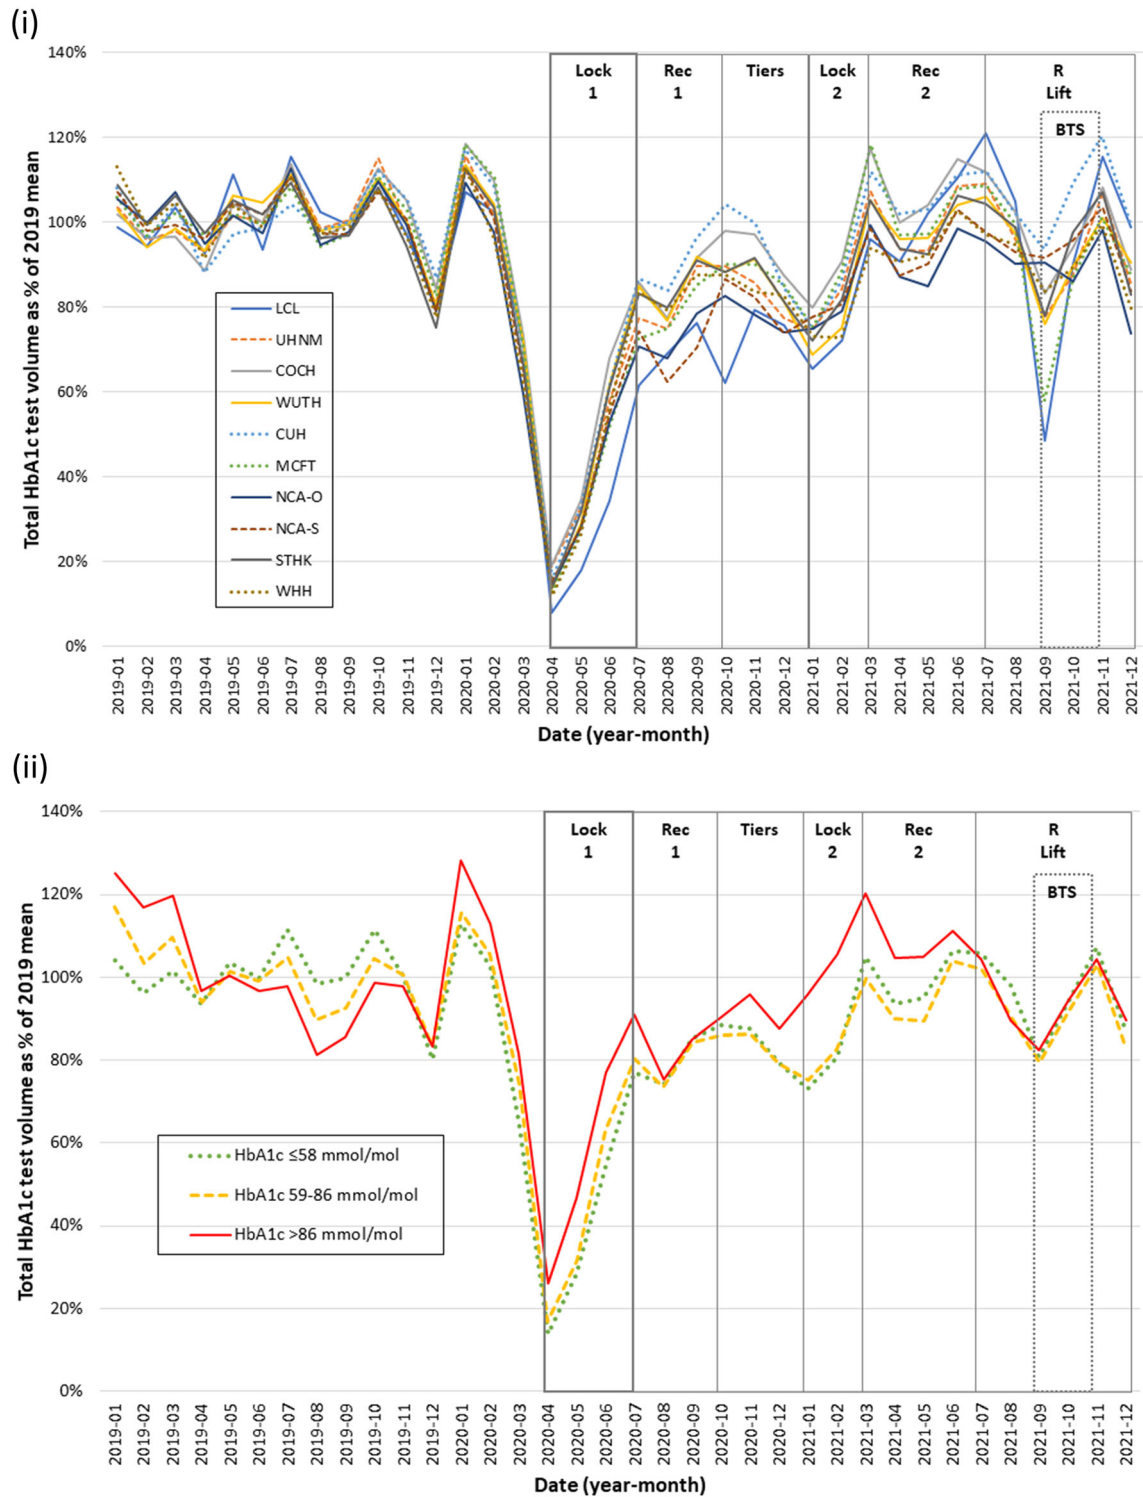 (i)
140%
120%
100%
80%
60%
40%
20%
0%
Total HbA1c test volume as % of 2019 mean
Lock 1
Rec 1
Tiers
Lock 2
Rec 2
R Lift
BTS
LCL
UHNM
COCH
WUTH
CUH
MCFT
NCA-O
NCA-S
STHK
WHH
2019-01
2019-02
2019-03
2019-04
2019-05
2019-06
2019-07
2019-08
2019-09
2019-10
2019-11
2019-12
2020-01
2020-02
2020-03
2020-04
2020-05
2020-06
2020-07
2020-08
2020-09
2020-10
2020-11
2020-12
2021-01
2021-02
2021-03
2021-04
2021-05
2021-06
2021-07
2021-08
2021-09
2021-10
2021-11
2021-12
Date (year-month)
(ii)
140%
120%
100%
80%
60%
40%
20%
0%
Total HbA1c test volume as % of 2019 mean
Lock 1
Rec 1
Tiers
Lock 2
Rec 2
R Lift
BTS
HbA1c ≤58 mmol/mol
HbA1c 59-86 mmol/mol
HbA1c >86 mmol/mol
2019-01
2019-02
2019-03
2019-04
2019-05
2019-06
2019-07
2019-08
2019-09
2019-10
2019-11
2019-12
2020-01
2020-02
2020-03
2020-04
2020-05
2020-06
2020-07
2020-08
2020-09
2020-10
2020-11
2020-12
2021-01
2021-02
2021-03
2021-04
2021-05
2021-06
2021-07
2021-08
2021-09
2021-10
2021-11
2021-12
Date (year-month)